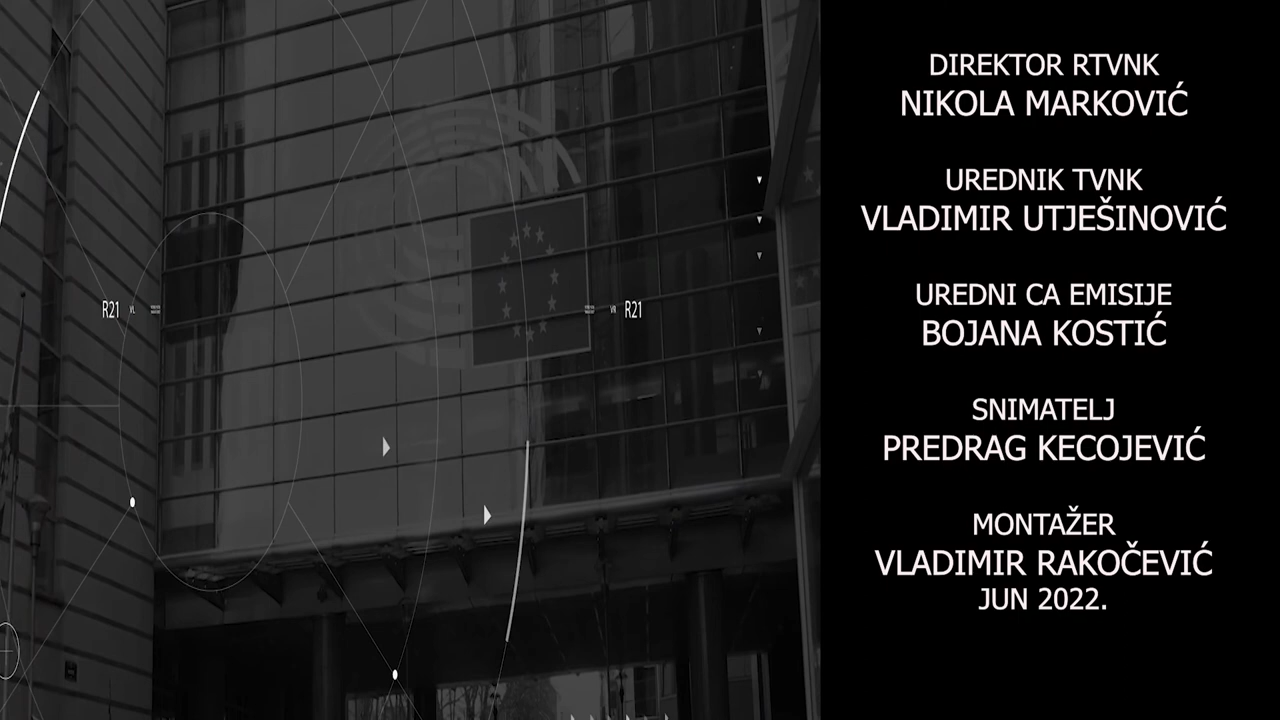 DIREKTOR RTVNK
NIKOLA MARKOVIĆ
UREDNIK TVNK
VLADIMIR UTJEŠINOVIĆ
UREDNI CA EMISIJE
BOJANA KOSTIĆ
SNIMATELJ
PREDRAG KECOJEVIĆ
MONTAŽER
VLADIMIR RAKOČEVIĆ
JUN 2022.
R21
R21